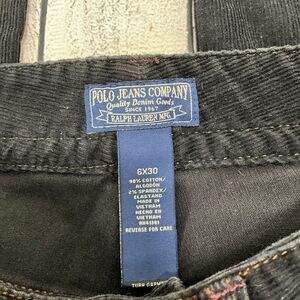 POLO JEANS COMPANY
Quality Denim Goods
SINCE 1967
RALPH LAUREN MFG.
6X30
98% COTTON/
ALGODÓN
2% SPANDEX/
ELASTANO
MADE IN
VIETNAM
HECHO EN
VIETNAM
REVERSE FOR CARE